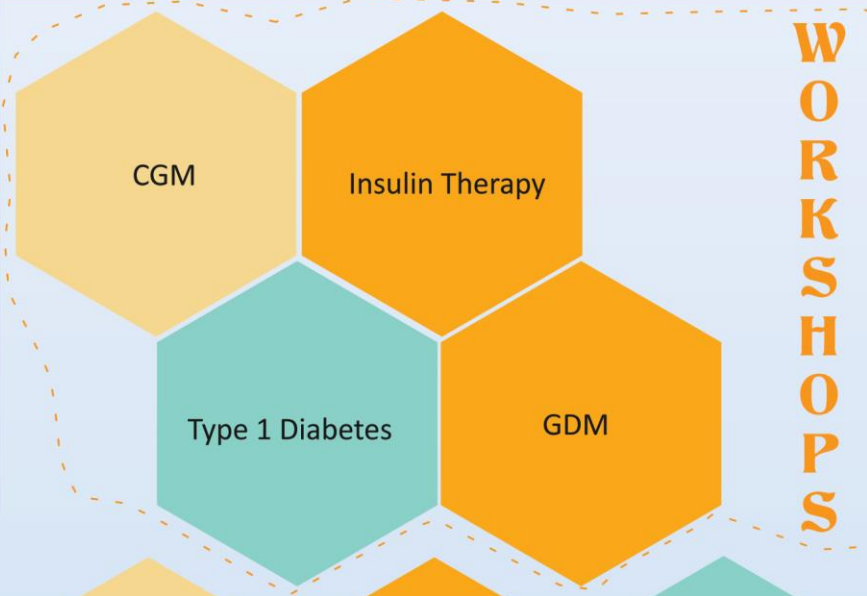 CGM
Insulin Therapy
Type 1 Diabetes
GDM
WORKSHOPS